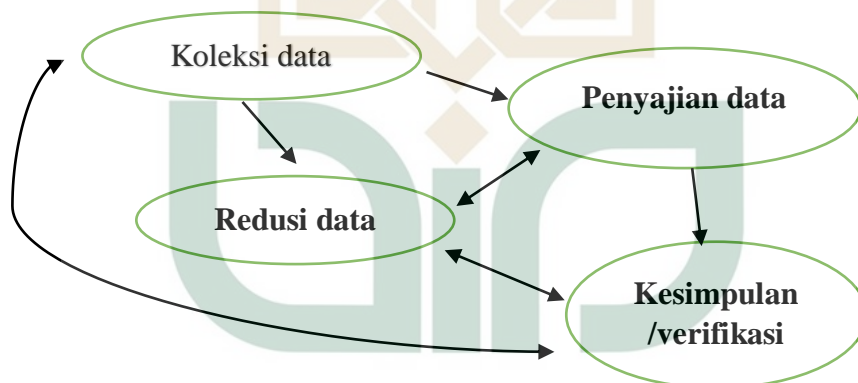 Koleksi data
Penyajian data
Redusi data
Kesimpulan
/verifikasi